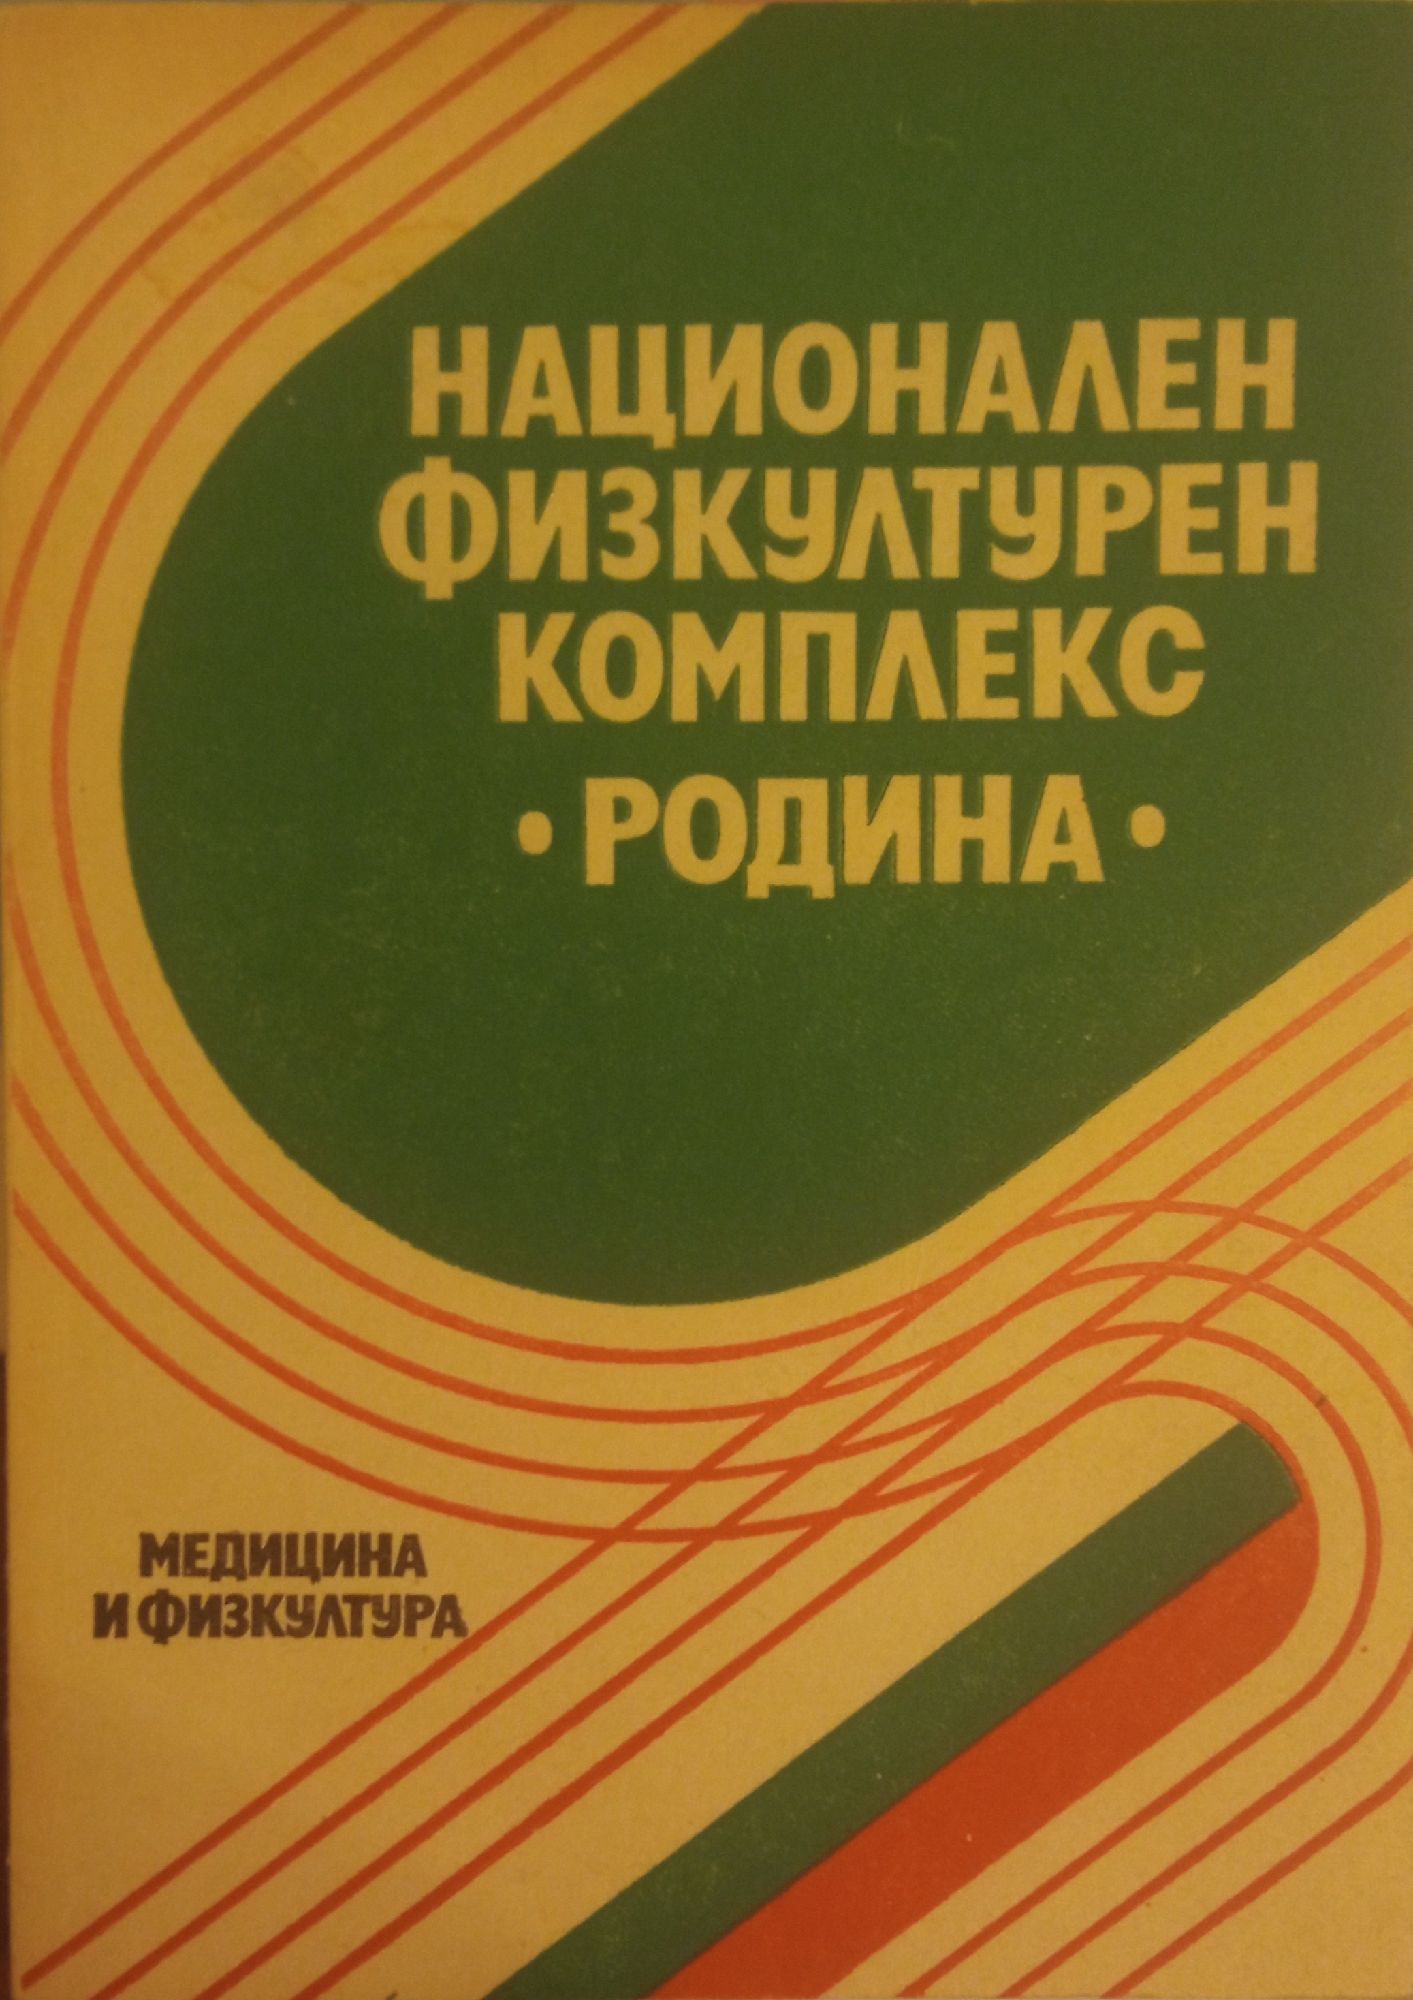 НАЦИОНАЛЕН
ФИЗКУЛТУРЕН
КОМПЛЕКС
• РОДИНА •
МЕДИЦИНА
И ФИЗКУЛТУРА